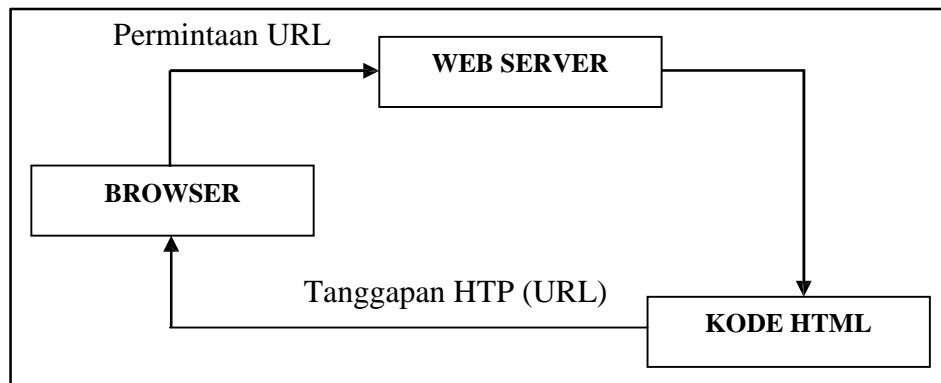 Permintaan URL
WEB SERVER
BROWSER
Tanggapan HTP (URL)
KODE HTML